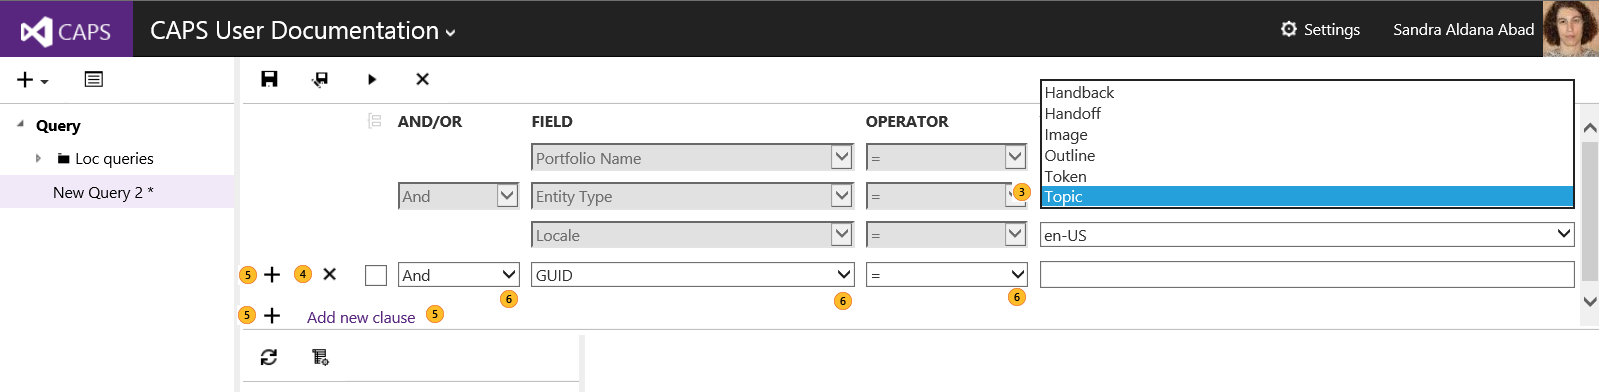 CAPS CAPS User Documentation Settings Sandra Aldana Abad
Handback
Handoff
Image
Outline
Token
Topic
Query
Loc queries
New Query 2 *
AND/OR FIELD OPERATOR
Portfolio Name =
And Entity Type = 3
Locale = en-US
5 4 And GUID =
6 6 6
5 Add new clause 5